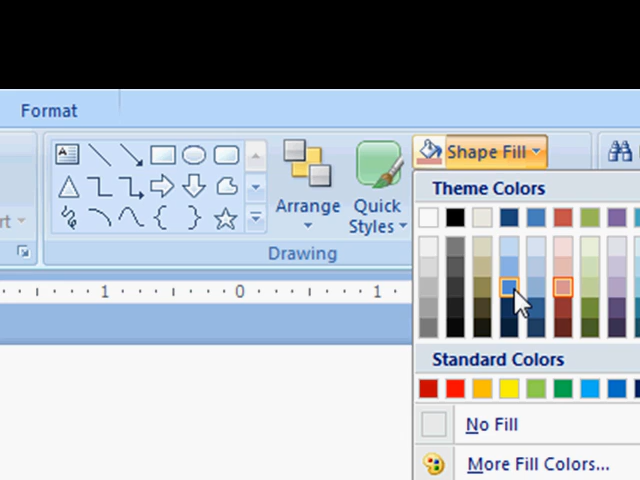 Format
Shape Fill
A
Arrange
Quick
Styles
rt
Drawing
Theme Colors
1 0 1
Standard Colors
No Fill
More Fill Colors...